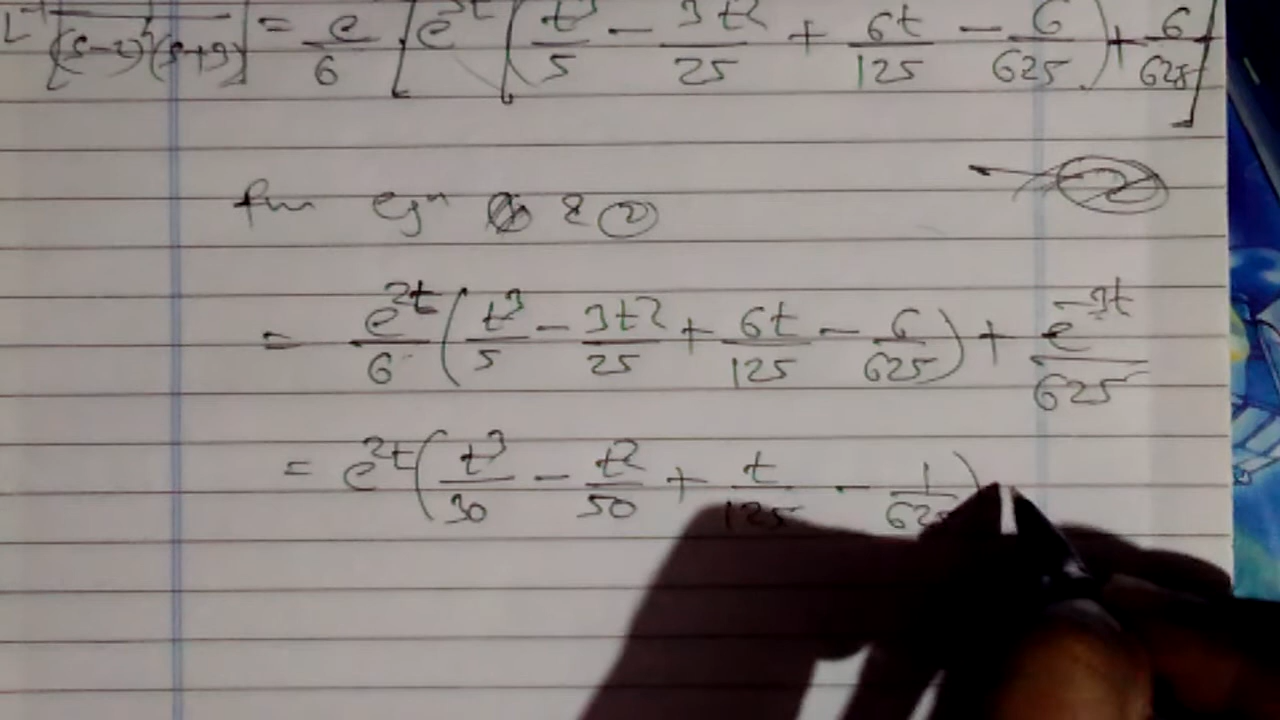 L⁻¹[1/((s-2)⁴(s+3))] = e/6 [e^5t (t³/5 - 3t²/25 + 6t/125 - 6/625) + 6/625]
②
from eqn & ②
= e^2t/6 (t³/5 - 3t²/25 + 6t/125 - 6/625) + e^-3t/625
= e^2t (t³/30 - t²/50 + t/125 - 1/625)